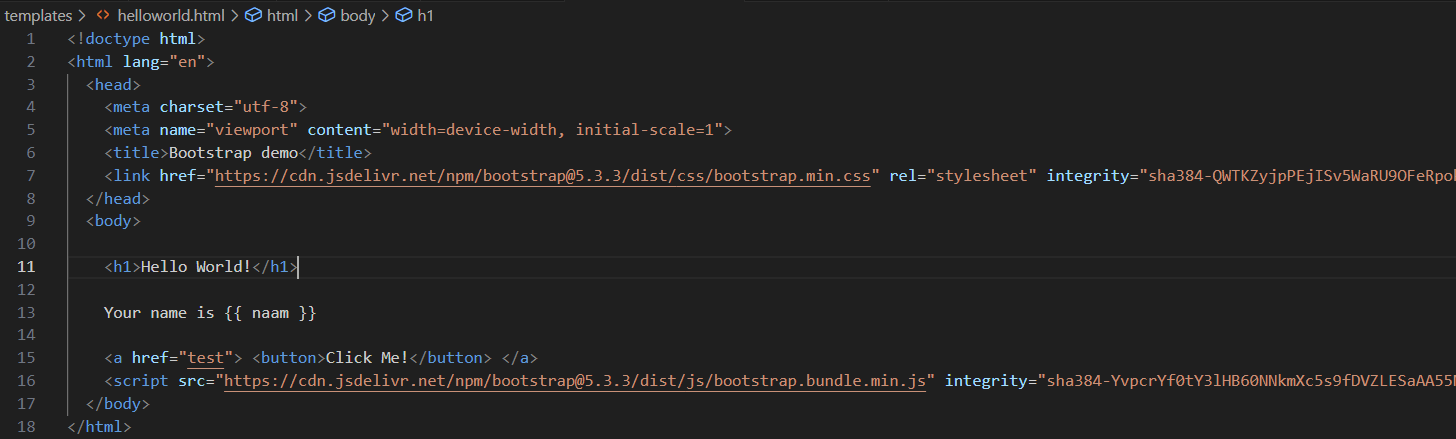 templates > <> helloworld.html > html > body > h1
1 <!doctype html>
2 <html lang="en">
3 <head>
4 <meta charset="utf-8">
5 <meta name="viewport" content="width=device-width, initial-scale=1">
6 <title>Bootstrap demo</title>
7 <link href="https://cdn.jsdelivr.net/npm/bootstrap@5.3.3/dist/css/bootstrap.min.css" rel="stylesheet" integrity="sha384-QWTKZyjpPEjISv5WaRU9OFeRpok
8 </head>
9 <body>
10
11 <h1>Hello World!</h1>
12
13 Your name is {{ naam }}
14
15 <a href="test"> <button>Click Me!</button> </a>
16 <script src="https://cdn.jsdelivr.net/npm/bootstrap@5.3.3/dist/js/bootstrap.bundle.min.js" integrity="sha384-YvpcrYf0tY3lHB60NNkmXc5s9fDVZLESaAA55N
17 </body>
18 </html>